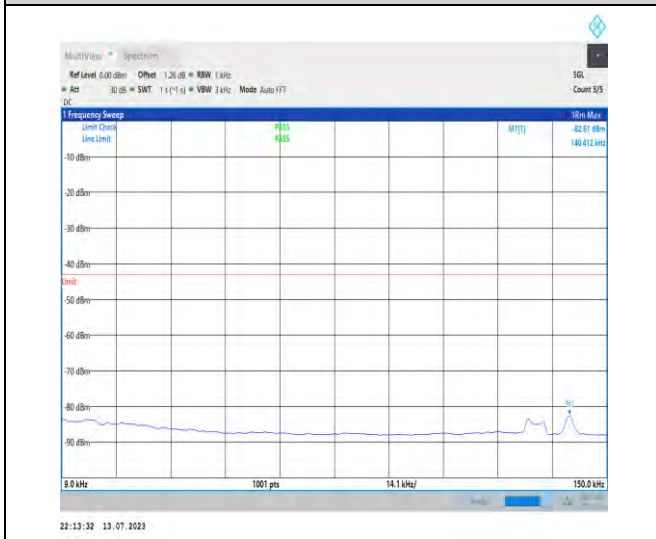 MultiView Spectrum
Ref Level 0.00 dBm Offset 1.26 dB RBW 1 kHz SGL
Att 30 dB SWT 1 s (~1 s) VBW 3 kHz Mode Auto FFT Count 5/5
DC
1 Frequency Sweep 1Rm Max
Limit Check PASS M1[1] -82.61 dBm
Line Limit PASS 140.412 kHz
-10 dBm
-20 dBm
-30 dBm
-40 dBm
Limit
-50 dBm
-60 dBm
-70 dBm
-80 dBm
M1
-90 dBm
9.0 kHz 1001 pts 14.1 kHz/ 150.0 kHz
22:13:32 13.07.2023